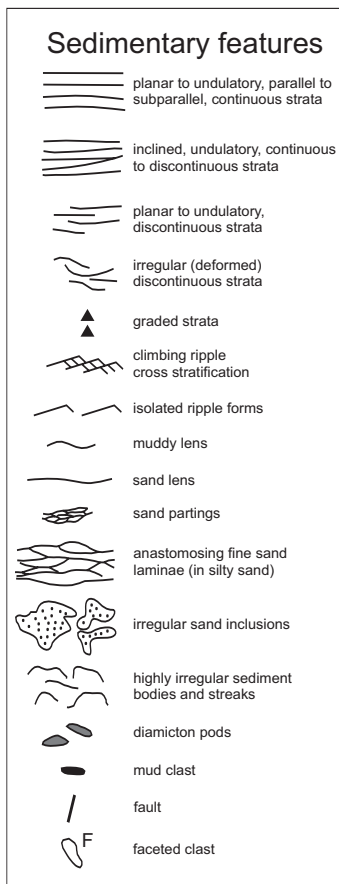 Sedimentary features
planar to undulatory, parallel to
subparallel, continuous strata
inclined, undulatory, continuous
to discontinuous strata
planar to undulatory,
discontinuous strata
irregular (deformed)
discontinuous strata
graded strata
climbing ripple
cross stratification
isolated ripple forms
muddy lens
sand lens
sand partings
anastomosing fine sand
laminae (in silty sand)
irregular sand inclusions
highly irregular sediment
bodies and streaks
diamicton pods
mud clast
fault
F
faceted clast